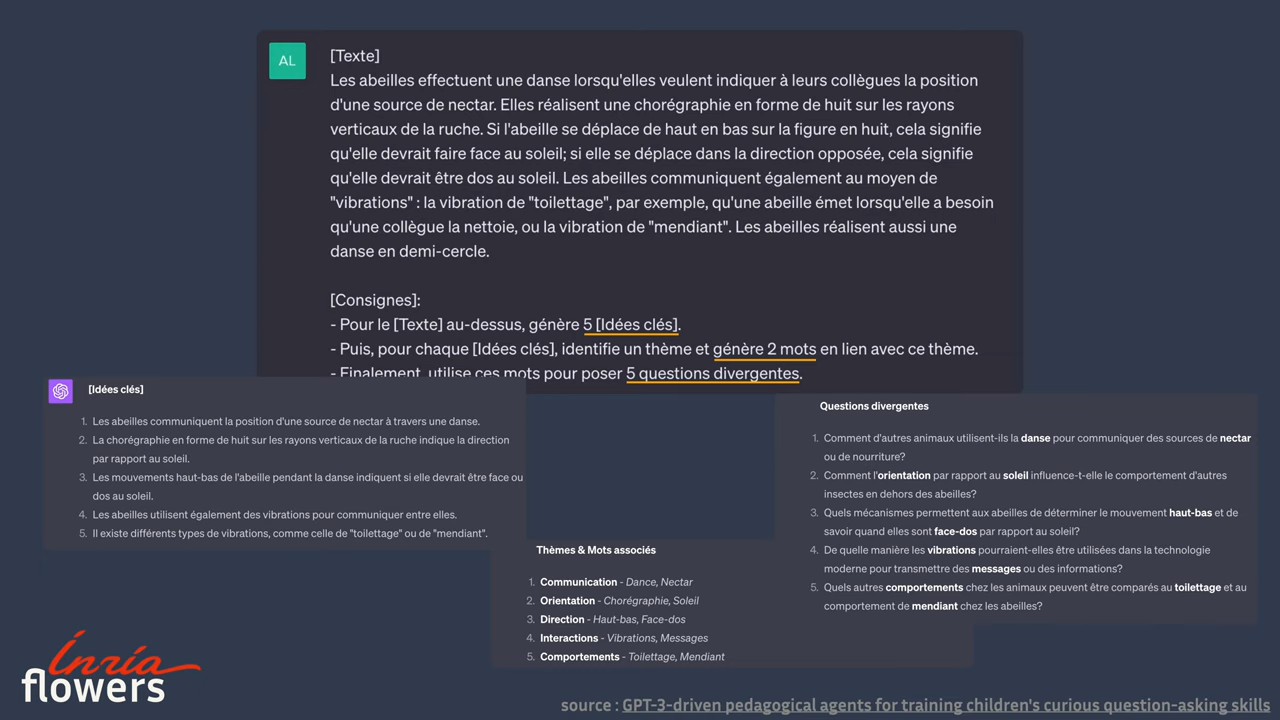 AL
[Texte]
Les abeilles effectuent une danse lorsqu'elles veulent indiquer à leurs collègues la position
d'une source de nectar. Elles réalisent une chorégraphie en forme de huit sur les rayons
verticaux de la ruche. Si l'abeille se déplace de haut en bas sur la figure en huit, cela signifie
qu'elle devrait faire face au soleil; si elle se déplace dans la direction opposée, cela signifie
qu'elle devrait être dos au soleil. Les abeilles communiquent également au moyen de
"vibrations" : la vibration de "toilettage", par exemple, qu'une abeille émet lorsqu'elle a besoin
qu'une collègue la nettoie, ou la vibration de "mendiant". Les abeilles réalisent aussi une
danse en demi-cercle.
[Consignes]:
- Pour le [Texte] au-dessus, génère 5 [Idées clés].
- Puis, pour chaque [Idées clés], identifie un thème et génère 2 mots en lien avec ce thème.
- Finalement, utilise ces mots pour poser 5 questions divergentes.
[Idées clés]
1. Les abeilles communiquent la position d'une source de nectar à travers une danse.
2. La chorégraphie en forme de huit sur les rayons verticaux de la ruche indique la direction
par rapport au soleil.
3. Les mouvements haut-bas de l'abeille pendant la danse indiquent si elle devrait être face ou
dos au soleil.
4. Les abeilles utilisent également des vibrations pour communiquer entre elles.
5. Il existe différents types de vibrations, comme celle de "toilettage" ou de "mendiant".
Thèmes & Mots associés
1. Communication - Dance, Nectar
2. Orientation - Chorégraphie, Soleil
3. Direction - Haut-bas, Face-dos
4. Interactions - Vibrations, Messages
5. Comportements - Toilettage, Mendiant
Questions divergentes
1. Comment d'autres animaux utilisent-ils la danse pour communiquer des sources de nectar
ou de nourriture?
2. Comment l'orientation par rapport au soleil influence-t-elle le comportement d'autres
insectes en dehors des abeilles?
3. Quels mécanismes permettent aux abeilles de déterminer le mouvement haut-bas et de
savoir quand elles sont face-dos par rapport au soleil?
4. De quelle manière les vibrations pourraient-elles être utilisées dans la technologie
moderne pour transmettre des messages ou des informations?
5. Quels autres comportements chez les animaux peuvent être comparés au toilettage et au
comportement de mendiant chez les abeilles?
Inria
flowers
source : GPT-3-driven pedagogical agents for training children's curious question-asking skills